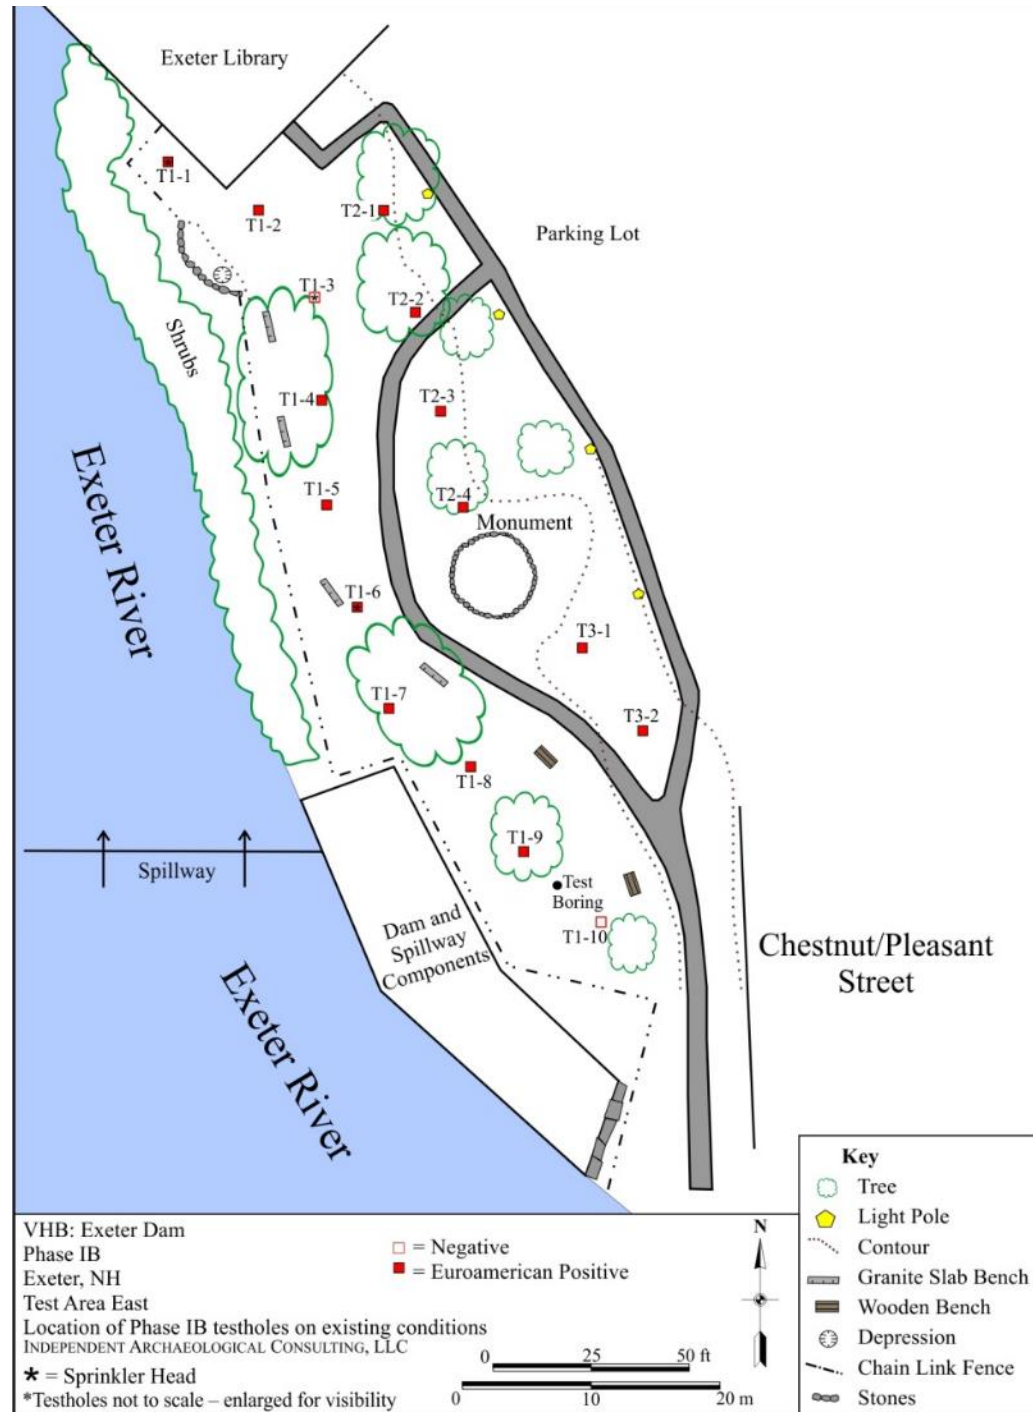 Exeter Library
T1-1
T1-2
T2-1
Parking Lot
T1-3
T2-2
Shrubs
T1-4
T2-3
T1-5
T2-4
Monument
Exeter River
T1-6
T3-1
T1-7
T3-2
T1-8
T1-9
Spillway
Test
Boring
T1-10
Dam and
Spillway
Components
Chestnut/Pleasant
Street
Exeter River
VHB: Exeter Dam
Phase IB
Exeter, NH
Test Area East
Location of Phase IB testholes on existing conditions
INDEPENDENT ARCHAEOLOGICAL CONSULTING, LLC
* = Sprinkler Head
*Testholes not to scale – enlarged for visibility
= Negative
= Euroamerican Positive
N
0 25 50 ft
0 10 20 m
Key
Tree
Light Pole
Contour
Granite Slab Bench
Wooden Bench
Depression
Chain Link Fence
Stones